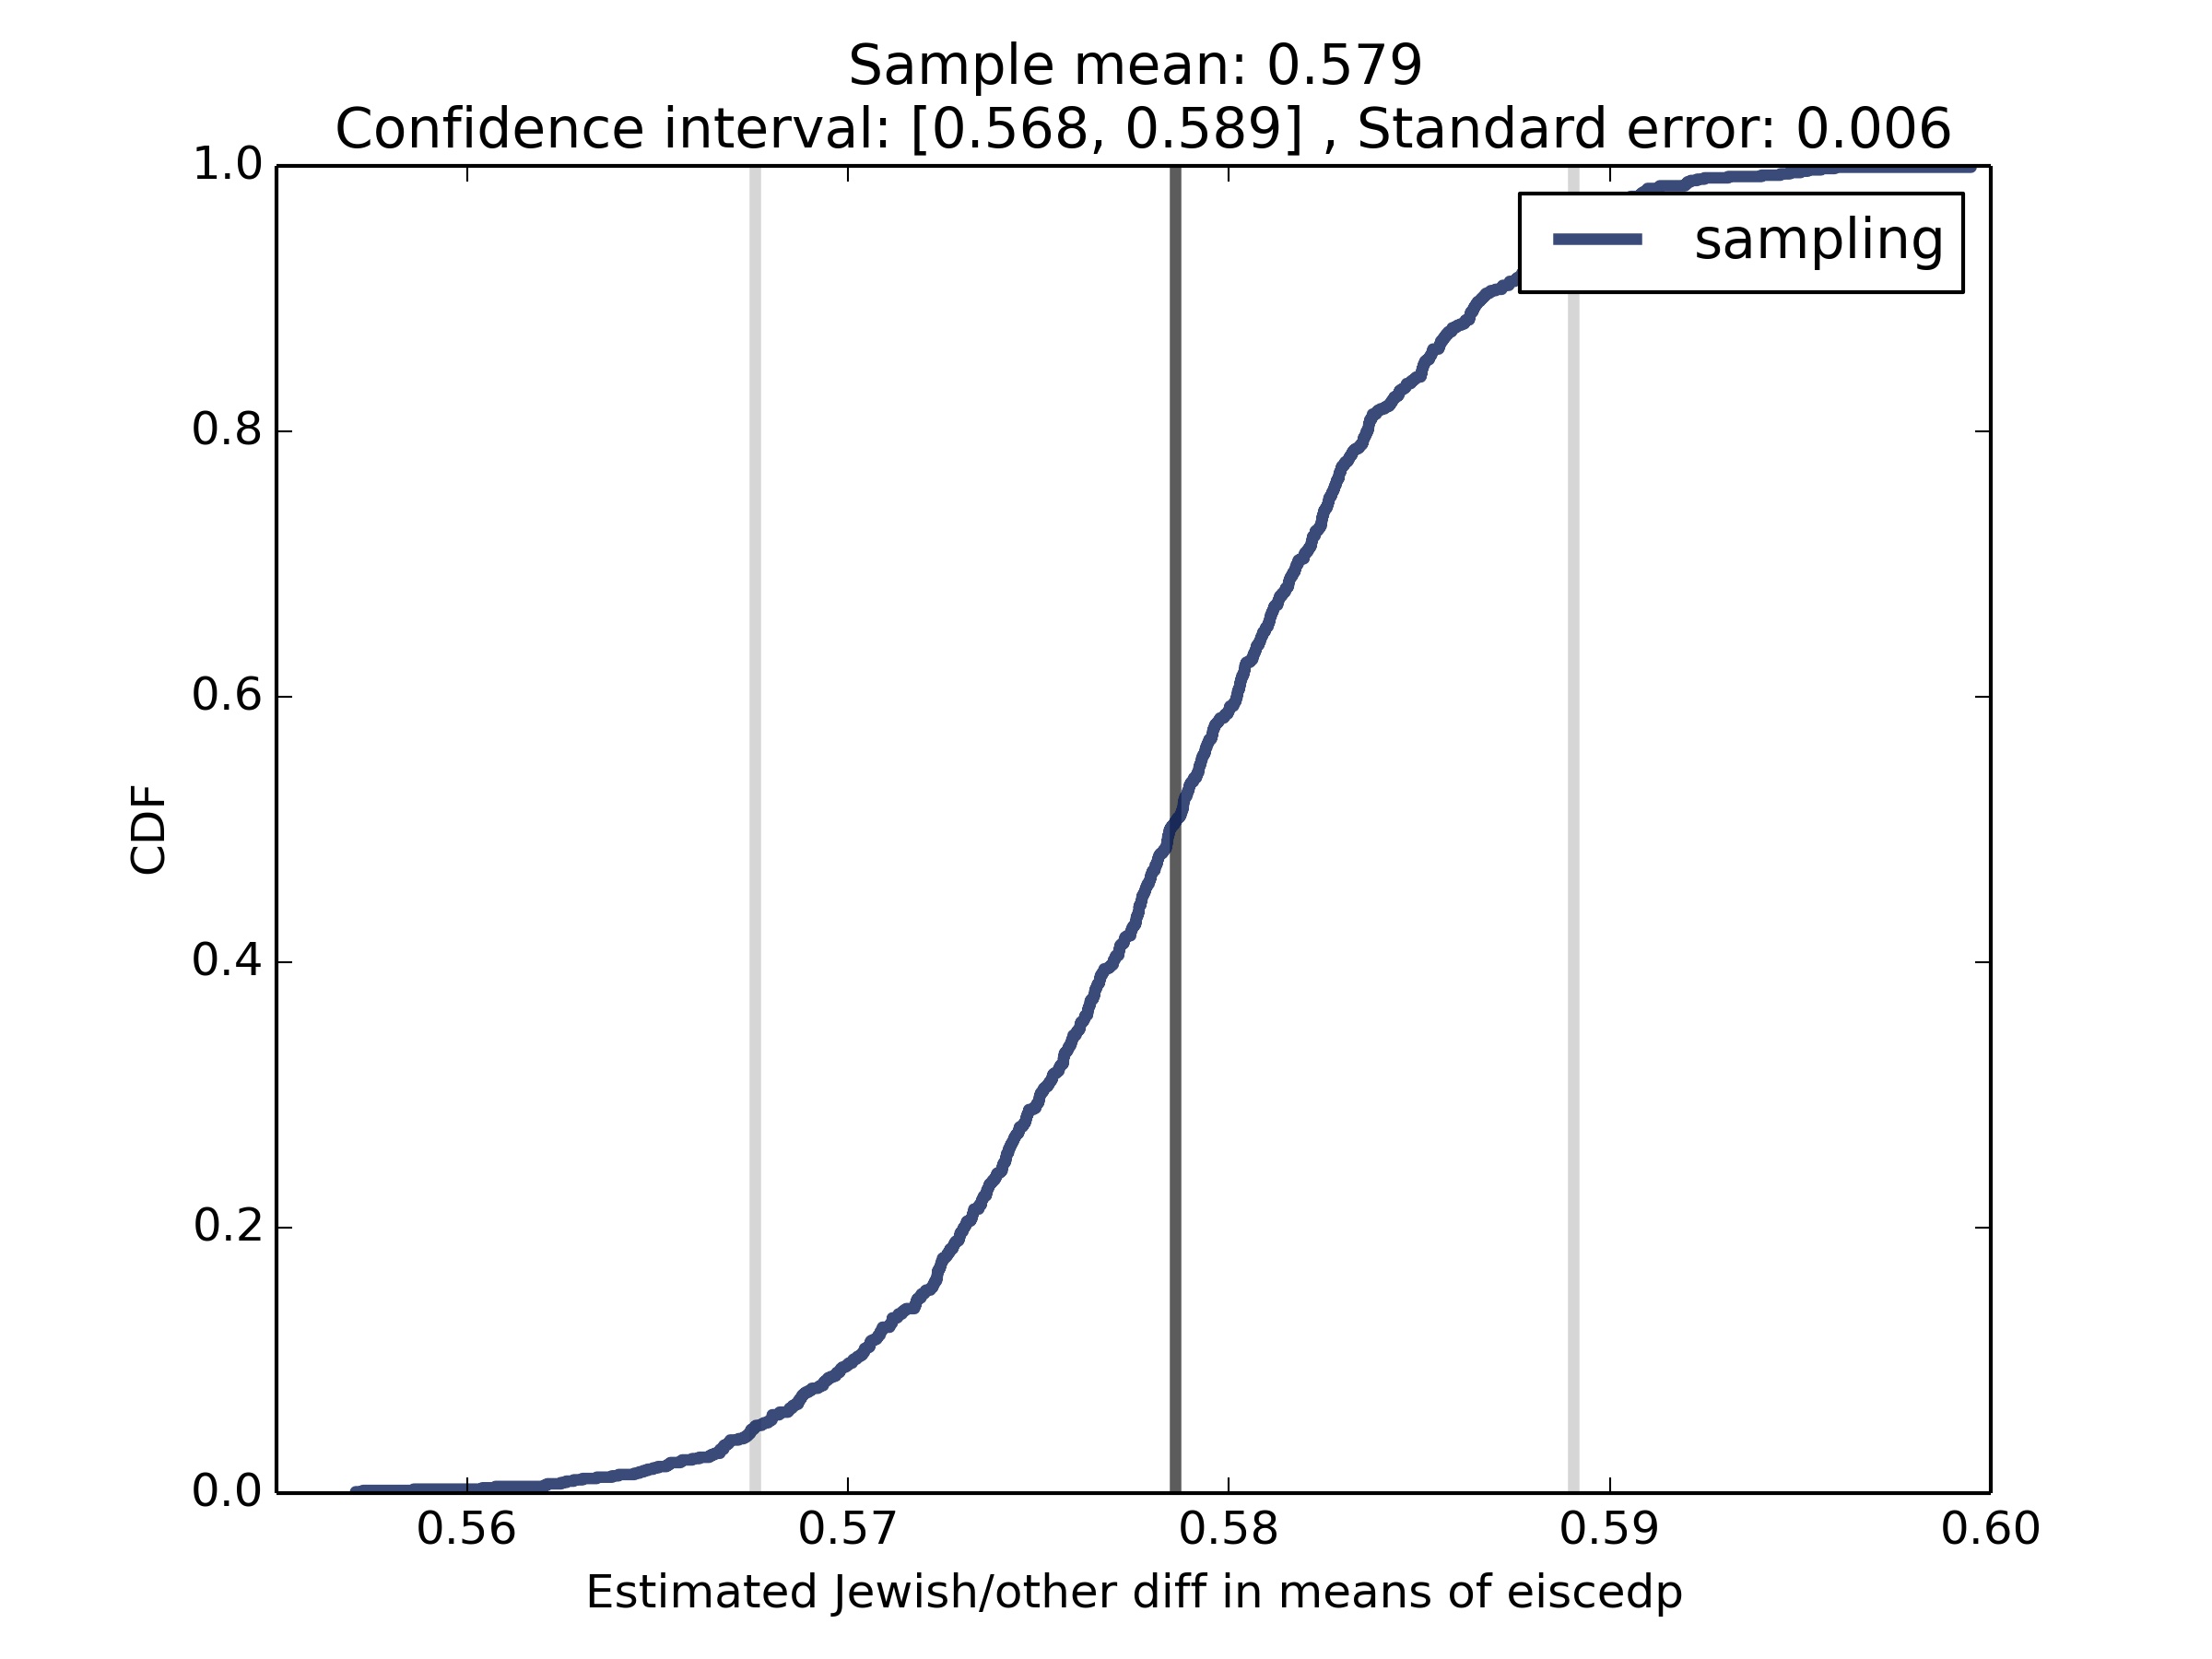 Sample mean: 0.579
Confidence interval: [0.568, 0.589] , Standard error: 0.006
1.0
0.8
0.6
0.4
0.2
0.0
CDF
sampling
0.56 0.57 0.58 0.59 0.60
Estimated Jewish/other diff in means of eiscedp